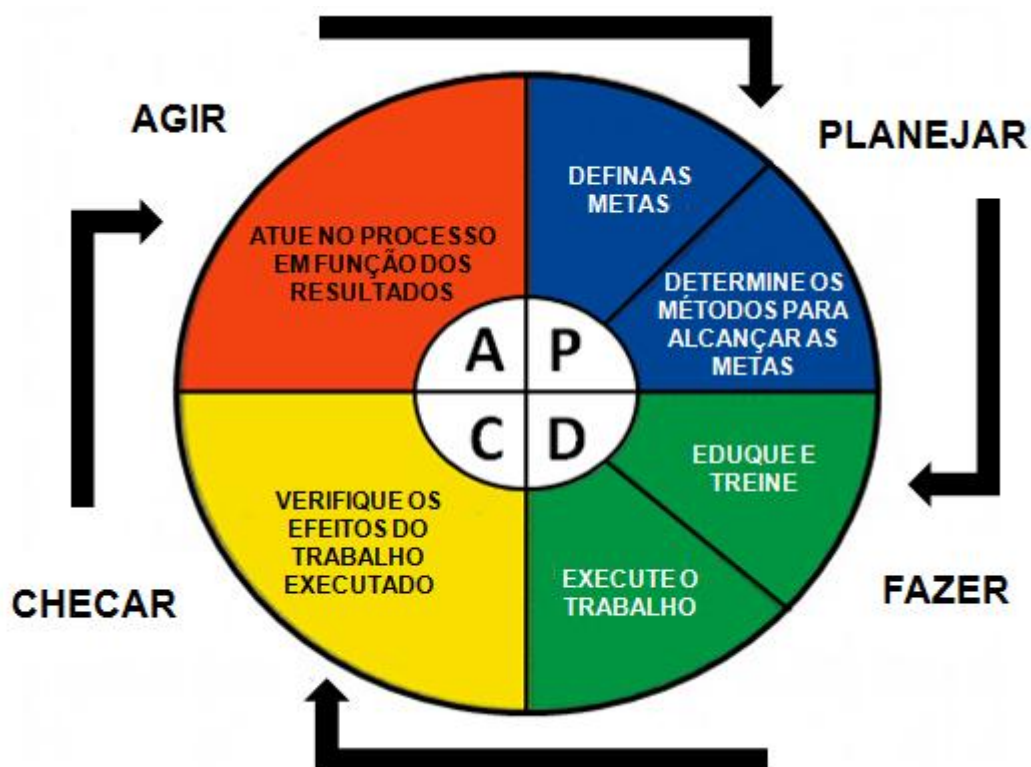 AGIR
PLANEJAR
DEFINA AS
METAS
ATUE NO PROCESSO
EM FUNÇÃO DOS
RESULTADOS
DETERMINE OS
MÉTODOS PARA
ALCANÇAR AS
METAS
A P
C D
EDUQUE E
TREINE
VERIFIQUE OS
EFEITOS DO
TRABALHO
EXECUTADO
EXECUTE O
TRABALHO
CHECAR
FAZER